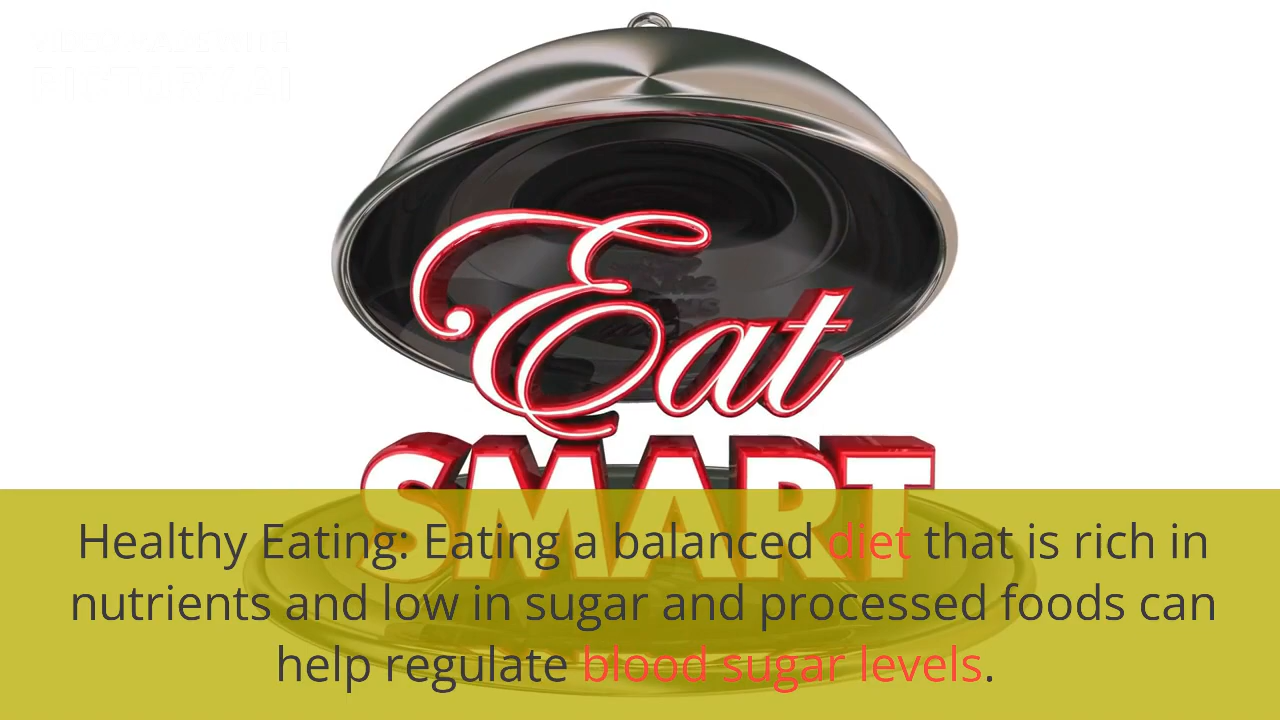 Eat
SMART
Healthy Eating: Eating a balanced diet that is rich in
nutrients and low in sugar and processed foods can
help regulate blood sugar levels.